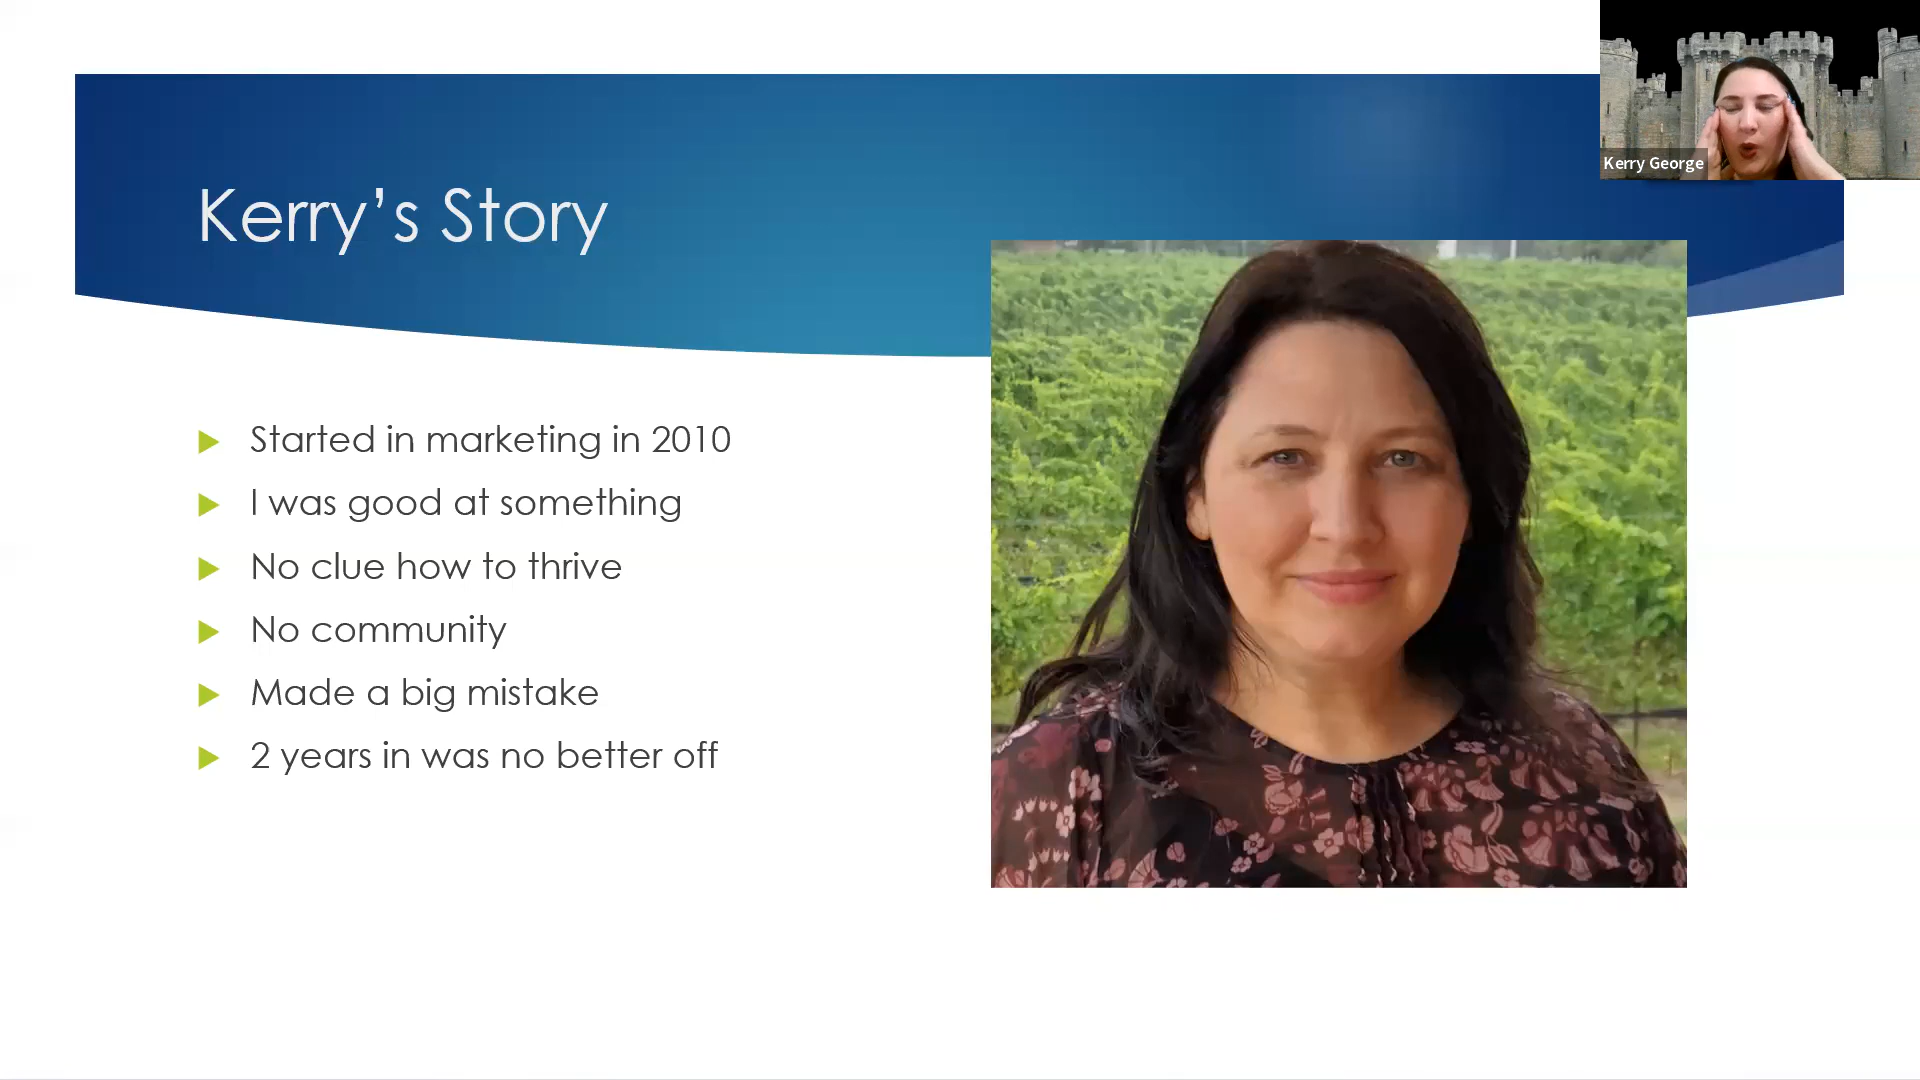 Kerry George
Kerry’s Story
Started in marketing in 2010
I was good at something
No clue how to thrive
No community
Made a big mistake
2 years in was no better off